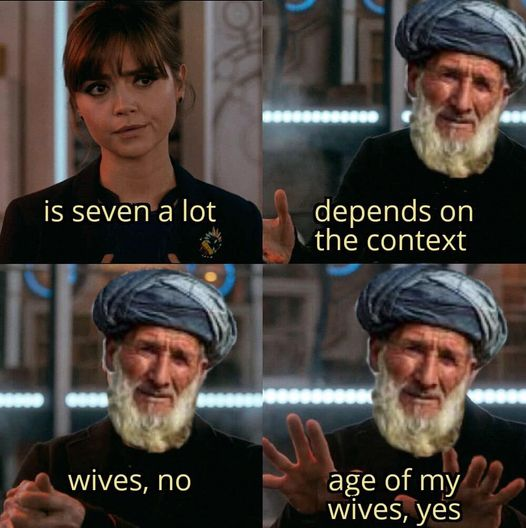 is seven a lot
depends on
the context
wives, no
age of my
wives, yes